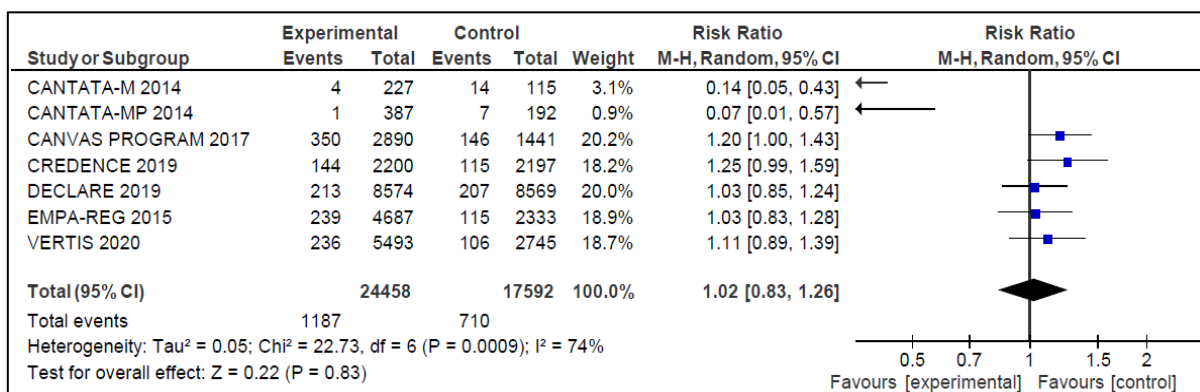 Experimental Control Risk Ratio Risk Ratio
Study or Subgroup Events Total Events Total Weight M-H, Random, 95% CI M-H, Random, 95% CI
CANTATA-M 2014 4 227 14 115 3.1% 0.14 [0.05, 0.43]
CANTATA-MP 2014 1 387 7 192 0.9% 0.07 [0.01, 0.57]
CANVAS PROGRAM 2017 350 2890 146 1441 20.2% 1.20 [1.00, 1.43]
CREDENCE 2019 144 2200 115 2197 18.2% 1.25 [0.99, 1.59]
DECLARE 2019 213 8574 207 8569 20.0% 1.03 [0.85, 1.24]
EMPA-REG 2015 239 4687 115 2333 18.9% 1.03 [0.83, 1.28]
VERTIS 2020 236 5493 106 2745 18.7% 1.11 [0.89, 1.39]
Total (95% CI) 24458 17592 100.0% 1.02 [0.83, 1.26]
Total events 1187 710
Heterogeneity: Tau² = 0.05; Chi² = 22.73, df = 6 (P = 0.0009); I² = 74%
Test for overall effect: Z = 0.22 (P = 0.83)
0.5 0.7 1 1.5 2
Favours [experimental] Favours [control]